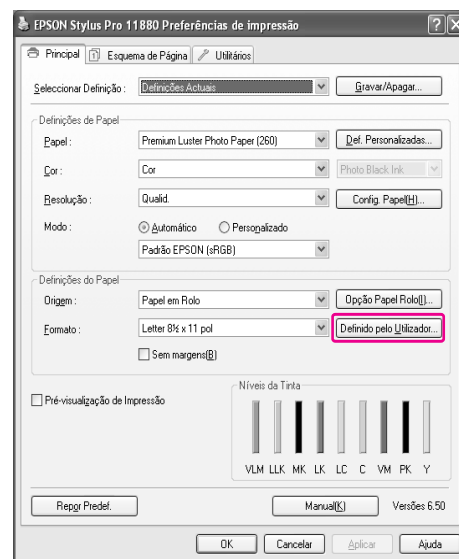 EPSON Stylus Pro 11880 Preferências de impressão
Principal Esquema de Página Utilitários
Seleccionar Definição : Definições Actuais Gravar/Apagar...
Definições de Papel
Papel : Premium Luster Photo Paper (260) Def. Personalizadas...
Cor : Cor Photo Black Ink
Resolução : Qualid. Config. Papel(H)...
Modo : Automático Personalizado
Padrão EPSON (sRGB)
Definições do Papel
Origem : Papel em Rolo Opção Papel Rolo(I)...
Formato : Letter 8½ x 11 pol Definido pelo Utilizador...
Sem margens(B)
Pré-visualização de Impressão
Níveis da Tinta
VLM LLK MK LK LC C VM PK Y
Repor Predef. Manual(K) Versões 6.50
OK Cancelar Aplicar Ajuda